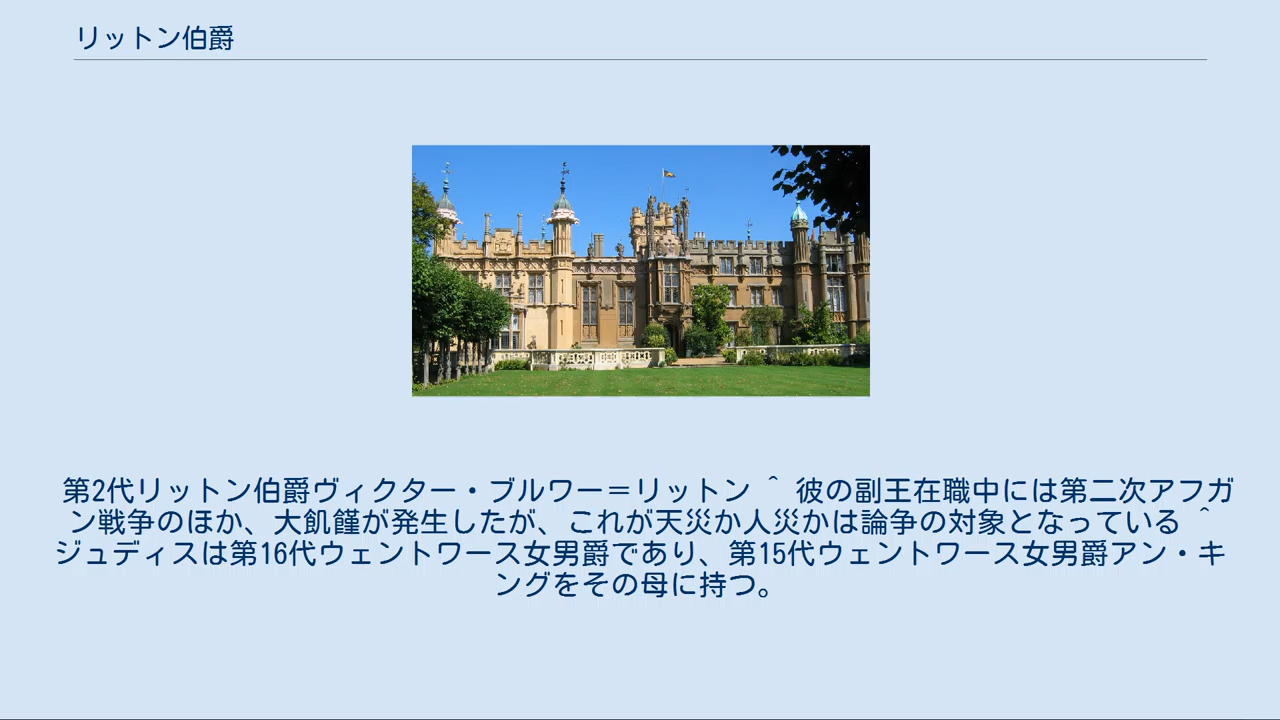 リットン伯爵
第2代リットン伯爵ヴィクター・ブルワー＝リットン ＾ 彼の副王在職中には第二次アフガ
ン戦争のほか、大飢饉が発生したが、これが天災か人災かは論争の対象となっている ＾
ジュディスは第16代ウェントワース女男爵であり、第15代ウェントワース女男爵アン・キ
ングをその母に持つ。